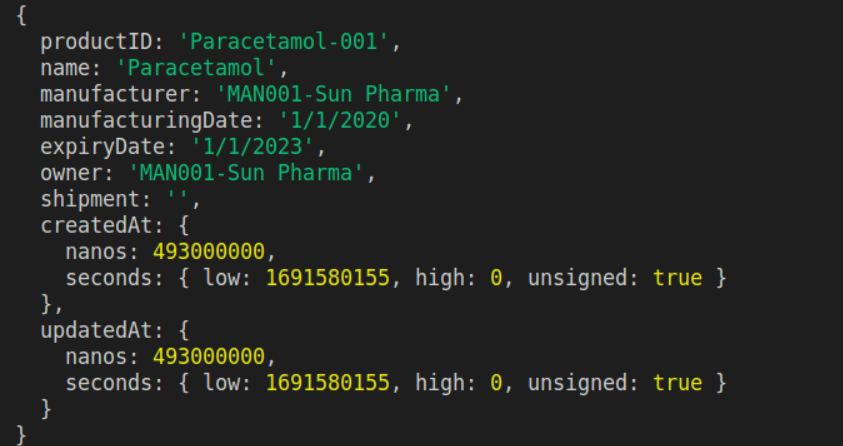 {
  productID: 'Paracetamol-001',
  name: 'Paracetamol',
  manufacturer: 'MAN001-Sun Pharma',
  manufacturingDate: '1/1/2020',
  expiryDate: '1/1/2023',
  owner: 'MAN001-Sun Pharma',
  shipment: '',
  createdAt: {
    nanos: 493000000,
    seconds: { low: 1691580155, high: 0, unsigned: true }
  },
  updatedAt: {
    nanos: 493000000,
    seconds: { low: 1691580155, high: 0, unsigned: true }
  }
}